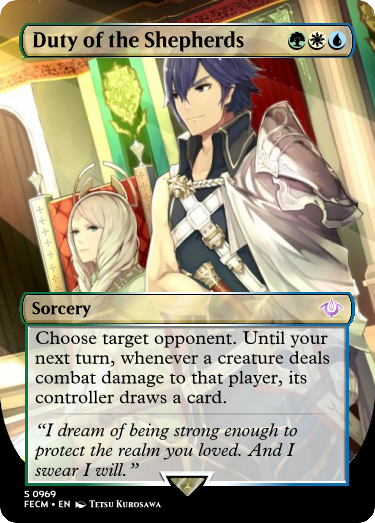 Duty of the Shepherds
Sorcery
Choose target opponent. Until your
next turn, whenever a creature deals
combat damage to that player, its
controller draws a card.
“I dream of being strong enough to
protect the realm you loved. And I
swear I will.”
S 0969
FECM • EN Tetsu Kurosawa